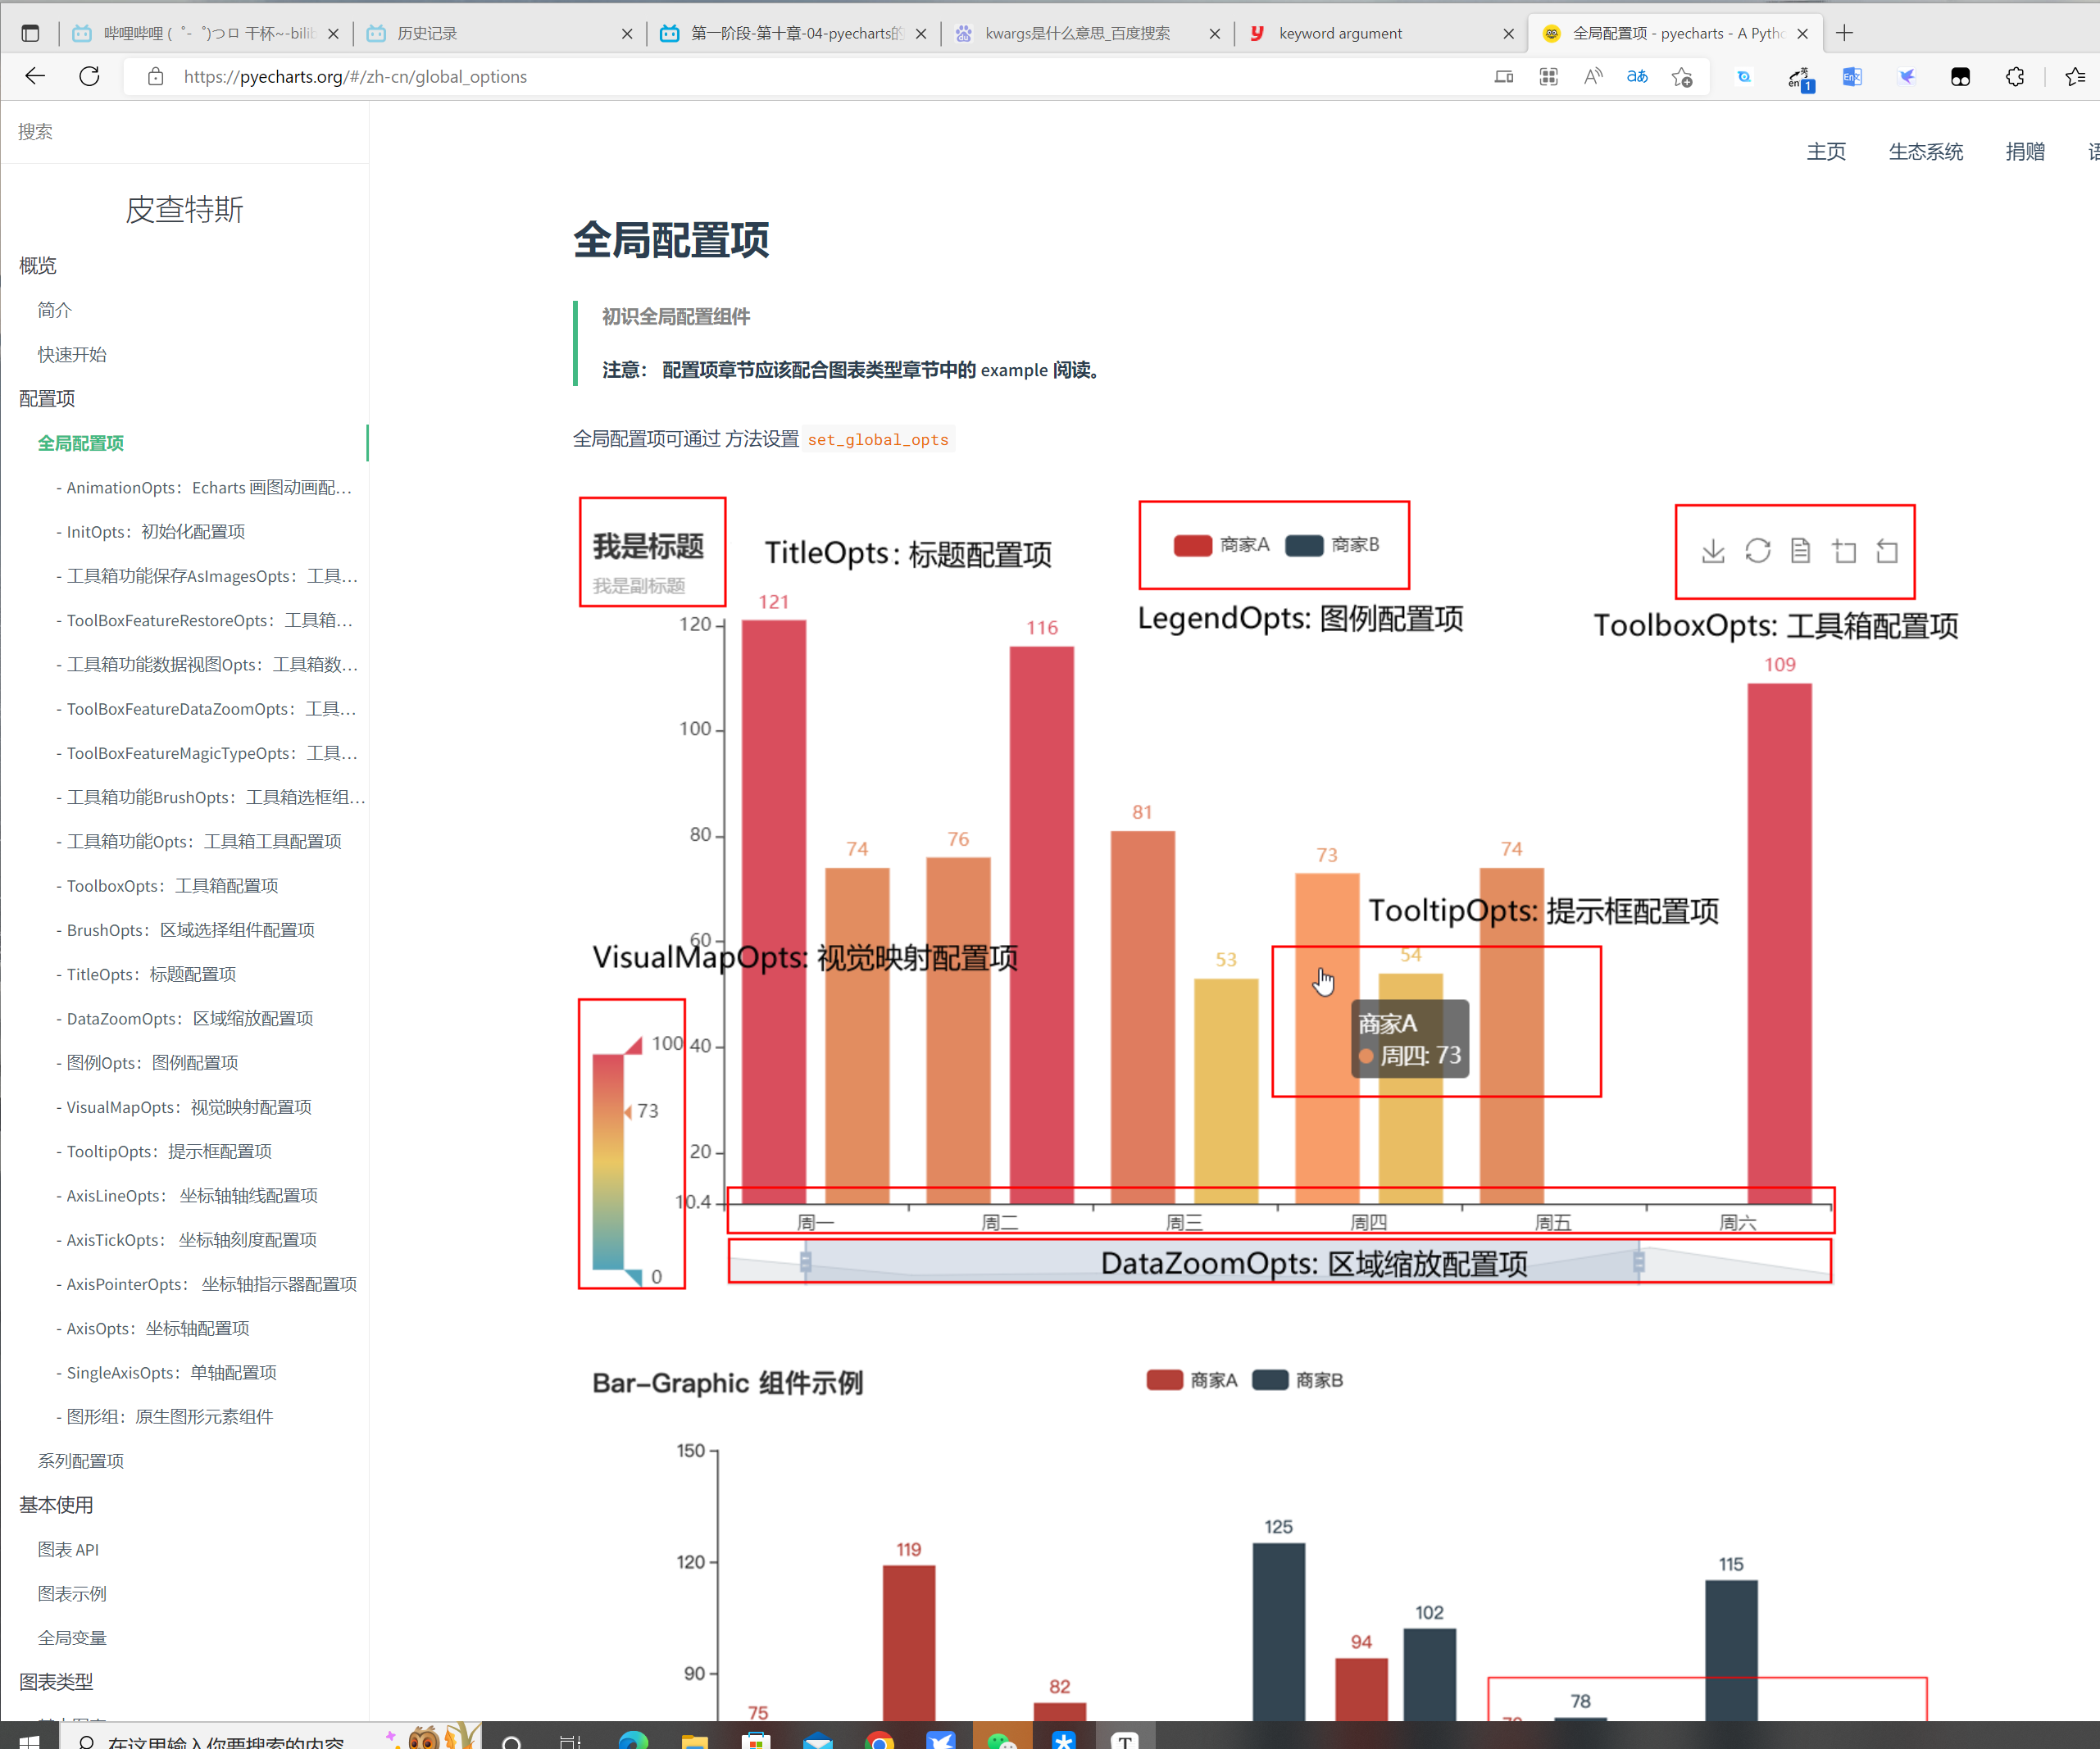 哔哩哔哩 (゜-゜)つロ 干杯~-bilib
历史记录
第一阶段-第十章-04-pyecharts的
kwargs是什么意思_百度搜索
keyword argument
全局配置项 - pyecharts - A Pytho
https://pyecharts.org/#/zh-cn/global_options
搜索
主页
生态系统
捐赠
皮查特斯
概览
简介
快速开始
配置项
全局配置项
- AnimationOpts：Echarts 画图动画配...
- InitOpts：初始化配置项
- 工具箱功能保存AsImagesOpts：工具...
- ToolBoxFeatureRestoreOpts：工具箱...
- 工具箱功能数据视图Opts：工具箱数...
- ToolBoxFeatureDataZoomOpts：工具...
- ToolBoxFeatureMagicTypeOpts：工具...
- 工具箱功能BrushOpts：工具箱选框组...
- 工具箱功能Opts：工具箱工具配置项
- ToolboxOpts：工具箱配置项
- BrushOpts：区域选择组件配置项
- TitleOpts：标题配置项
- DataZoomOpts：区域缩放配置项
- 图例Opts：图例配置项
- VisualMapOpts：视觉映射配置项
- TooltipOpts：提示框配置项
- AxisLineOpts： 坐标轴轴线配置项
- AxisTickOpts： 坐标轴刻度配置项
- AxisPointerOpts： 坐标轴指示器配置项
- AxisOpts：坐标轴配置项
- SingleAxisOpts：单轴配置项
- 图形组：原生图形元素组件
系列配置项
基本使用
图表 API
图表示例
全局变量
图表类型
全局配置项
初识全局配置组件
注意： 配置项章节应该配合图表类型章节中的 example 阅读。
全局配置项可通过 方法设置 set_global_opts
我是标题
我是副标题
TitleOpts : 标题配置项
商家A 商家B
LegendOpts: 图例配置项
ToolboxOpts: 工具箱配置项
121
116
109
81
74
76
73
74
53
54
120
100
80
60
40
20
10.4
TooltipOpts: 提示框配置项
VisualMapOpts: 视觉映射配置项
商家A
周四: 73
100
73
0
周一
周二
周三
周四
周五
周六
DataZoomOpts: 区域缩放配置项
Bar-Graphic 组件示例
商家A 商家B
150
120
90
119
125
115
102
94
82
78
75
在这里输入你要搜索的内容